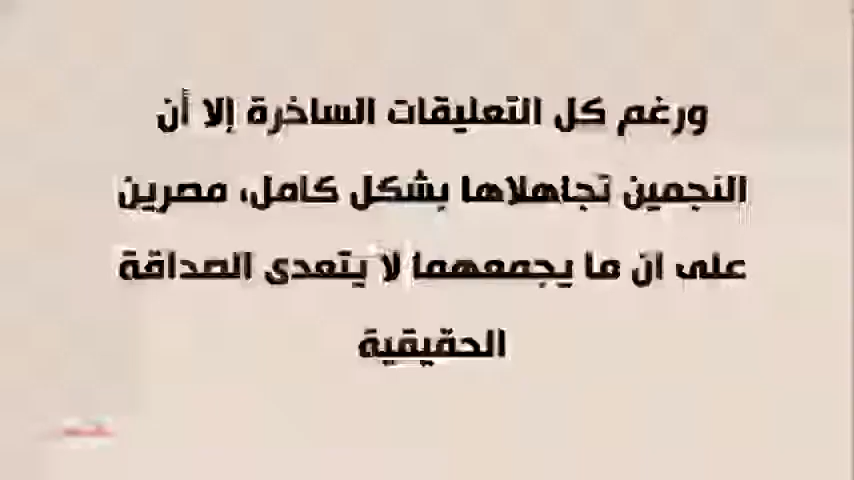 ورغم كل التعليقات الساخرة إلا أن
النجمين تجاهلاها بشكل كامل، مصرين
على ان ما يجمعهما لا يتعدى الصداقة
الحقيقية